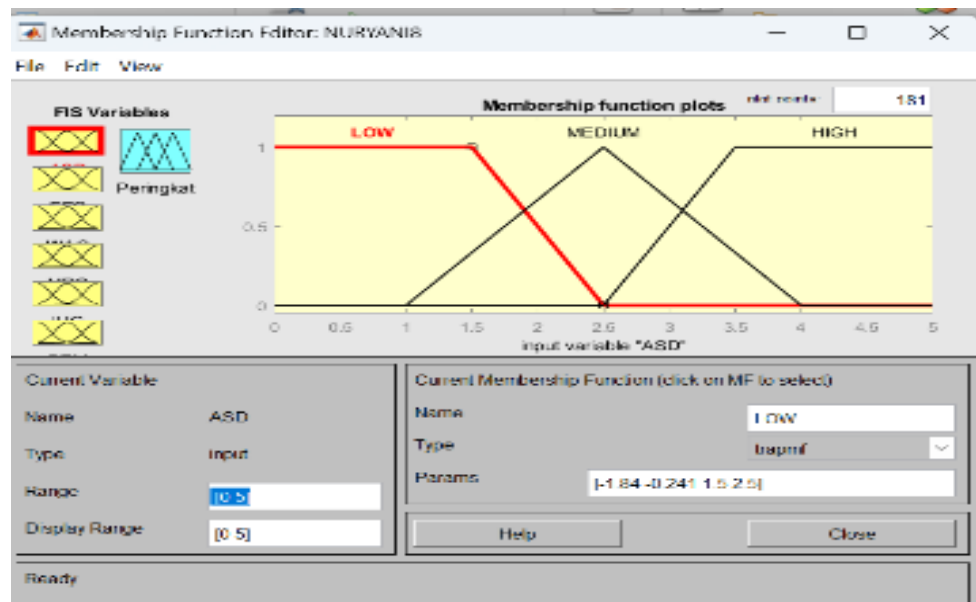 Membership Function Editor: NURYANI8
File Edit View
FIS Variables
Peringkat
Membership function plots plot points: 181
LOW MEDIUM HIGH
1
0.5
0
0 0.5 1 1.5 2 2.5 3 3.5 4 4.5 5
input variable "ASD"
Current Variable
Name ASD
Type input
Range [0 5]
Display Range [0 5]
Current Membership Function (click on MF to select)
Name LOW
Type trapmf
Params [-1.84 -0.241 1.5 2.5]
Help Close
Ready